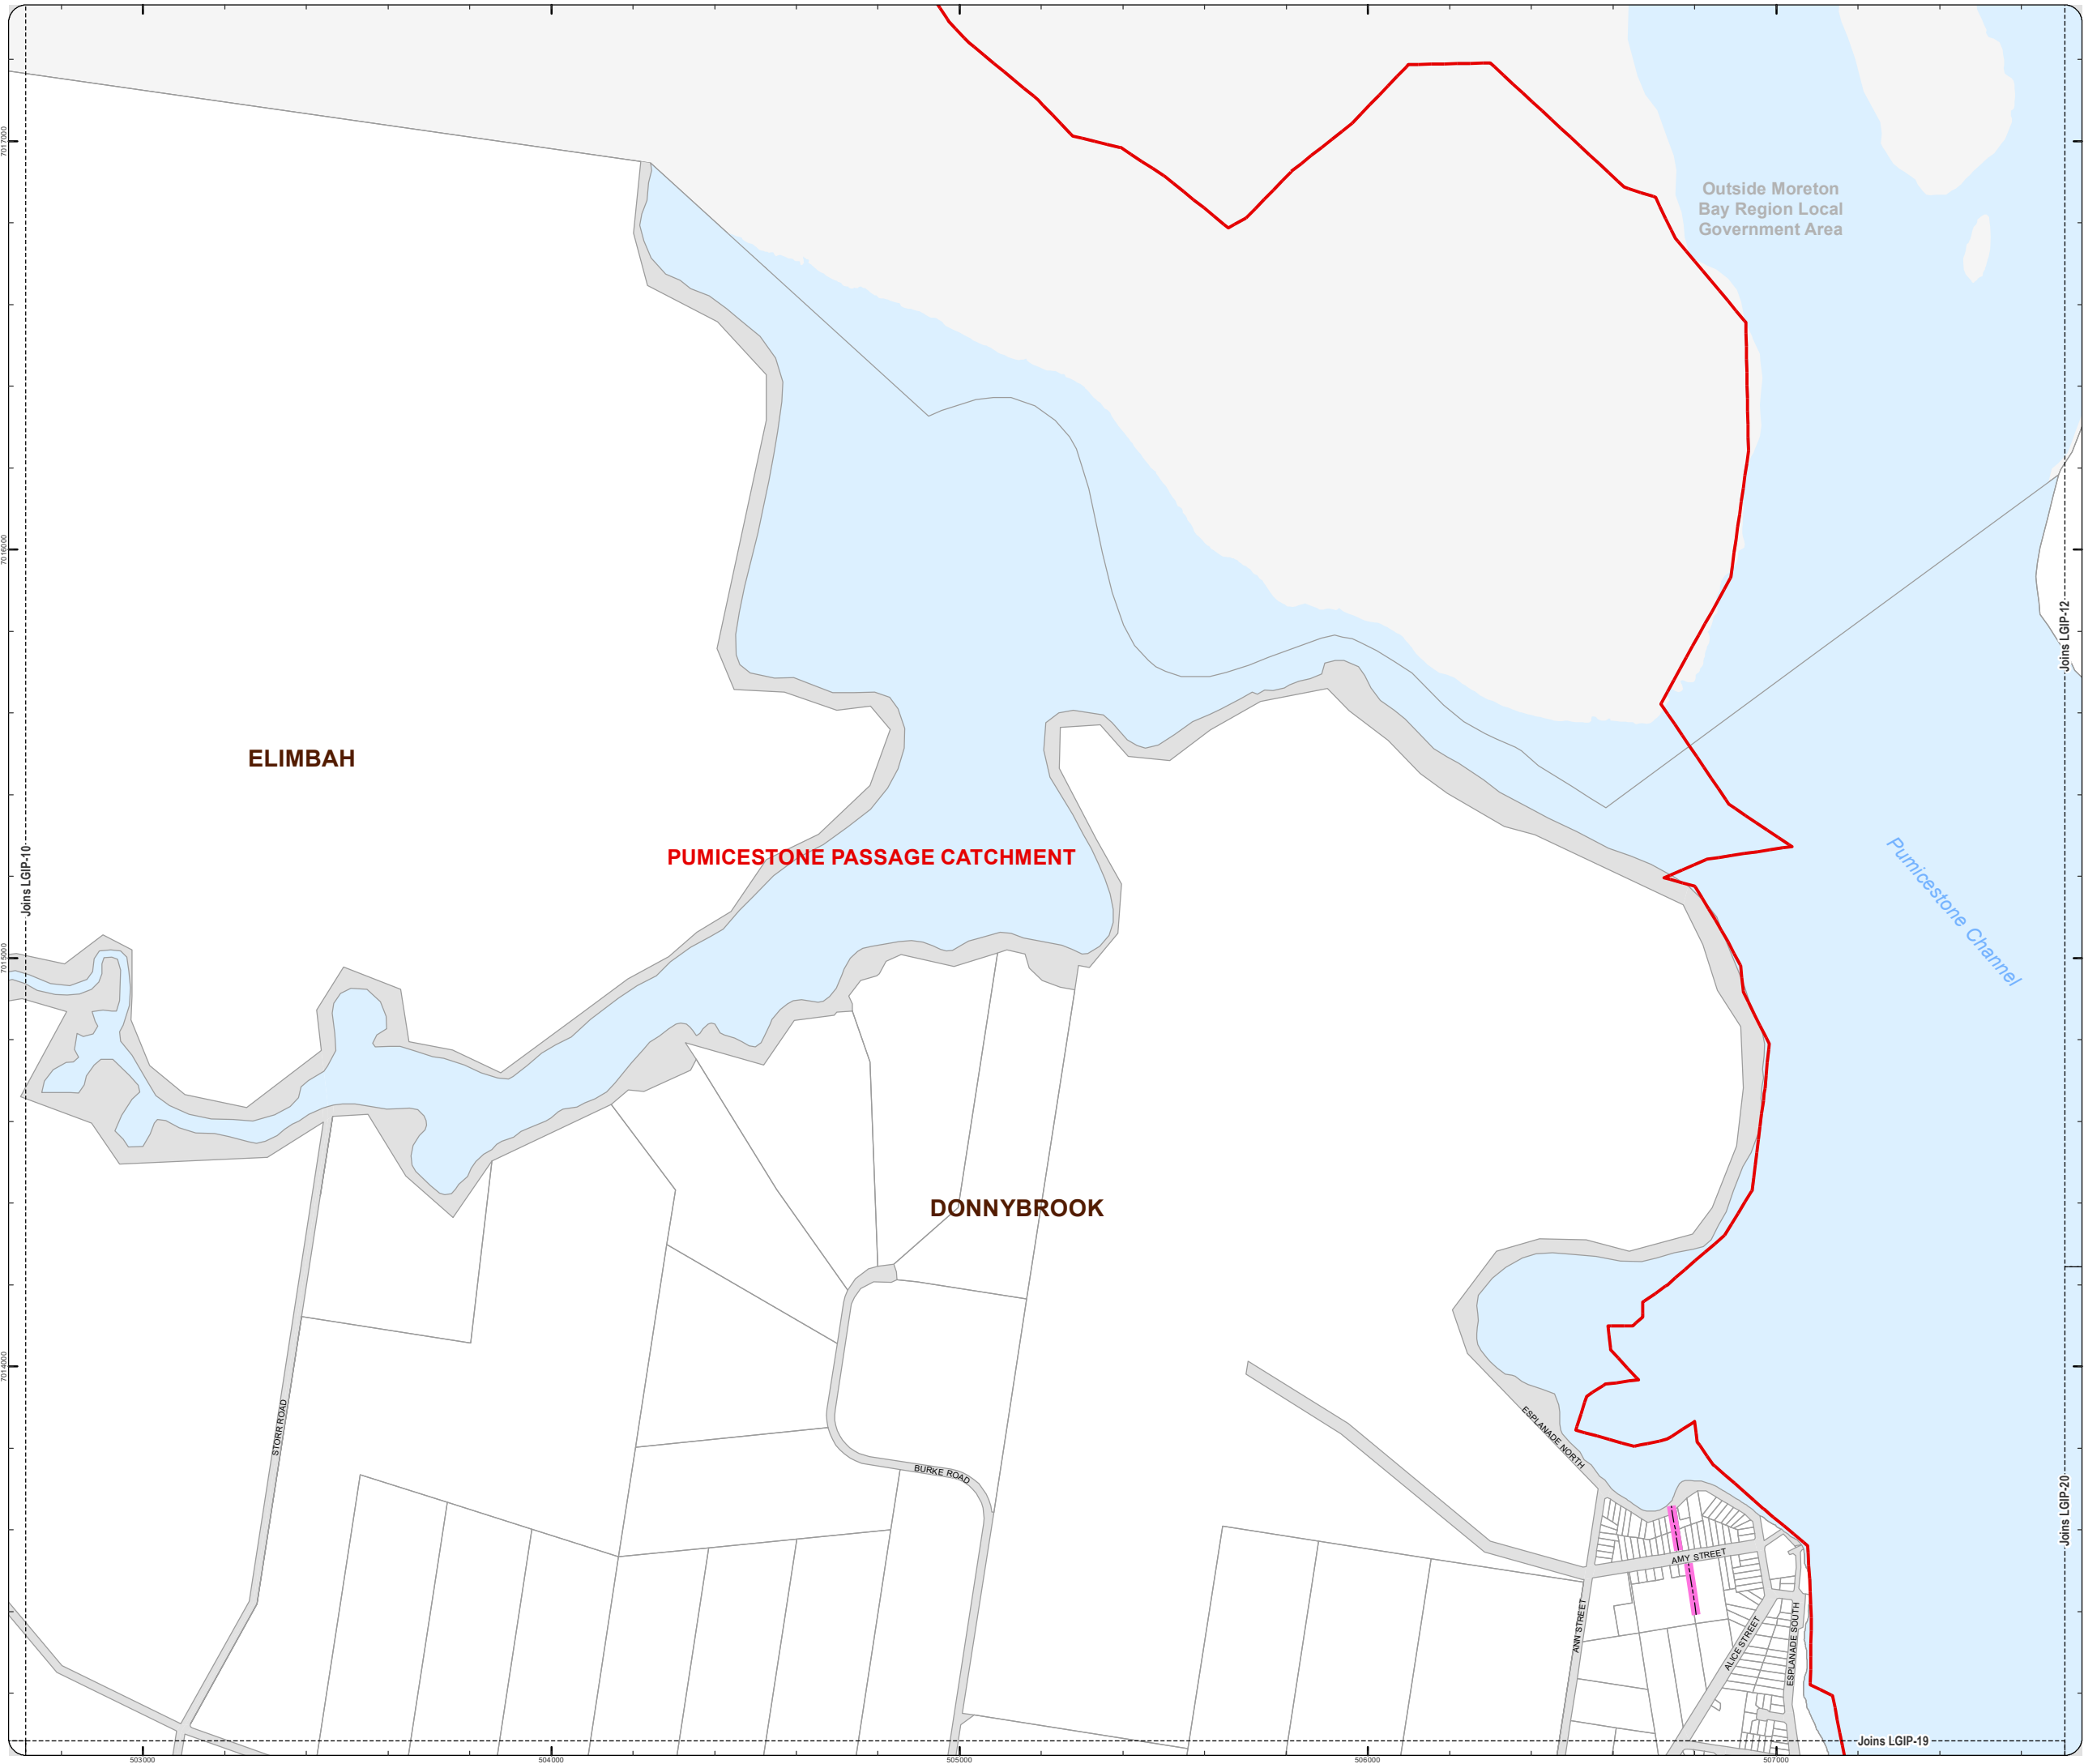 7017000
Outside Moreton
Bay Region Local
Government Area
7016000
Joins LGIP-12
ELIMBAH
PUMICESTONE PASSAGE CATCHMENT
Joins LGIP-10
Pumicestone Channel
7015000
DONNYBROOK
7014000
STORR ROAD
BURKE ROAD
ESPLANADE NORTH
Joins LGIP-20
AMY STREET
ANN STREET
ALICE STREET
ESPLANADE SOUTH
Joins LGIP-19
503000
504000
505000
506000
507000